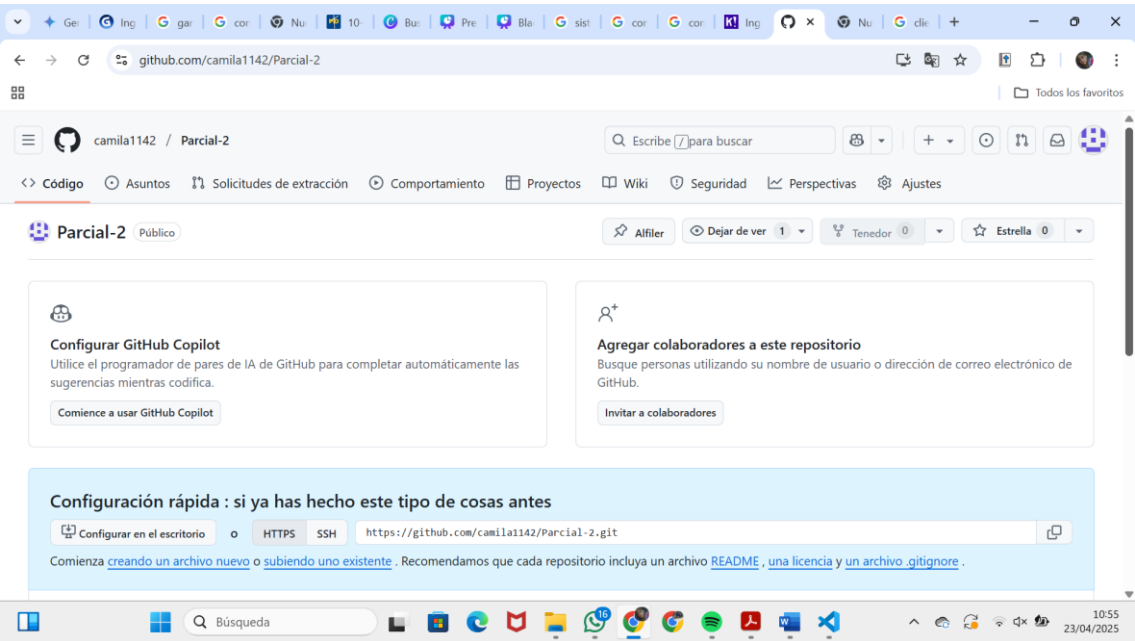 Ger
Ing
gar
cor
Nu
10-
Bus
Pre
Bla
sist
cor
cor
K! Ing
Nu
clie
github.com/camila1142/Parcial-2
Todos los favoritos
camila1142 / Parcial-2
Escribe / para buscar
Código Asuntos Solicitudes de extracción Comportamiento Proyectos Wiki Seguridad Perspectivas Ajustes
Parcial-2 Público
Alfiler Dejar de ver 1 Tenedor 0 Estrella 0
Configurar GitHub Copilot
Utilice el programador de pares de IA de GitHub para completar automáticamente las
sugerencias mientras codifica.
Comience a usar GitHub Copilot
Agregar colaboradores a este repositorio
Busque personas utilizando su nombre de usuario o dirección de correo electrónico de
GitHub.
Invitar a colaboradores
Configuración rápida : si ya has hecho este tipo de cosas antes
Configurar en el escritorio o HTTPS SSH https://github.com/camila1142/Parcial-2.git
Comienza creando un archivo nuevo o subiendo uno existente . Recomendamos que cada repositorio incluya un archivo README , una licencia y un archivo .gitignore .
Búsqueda
16
10:55
23/04/2025